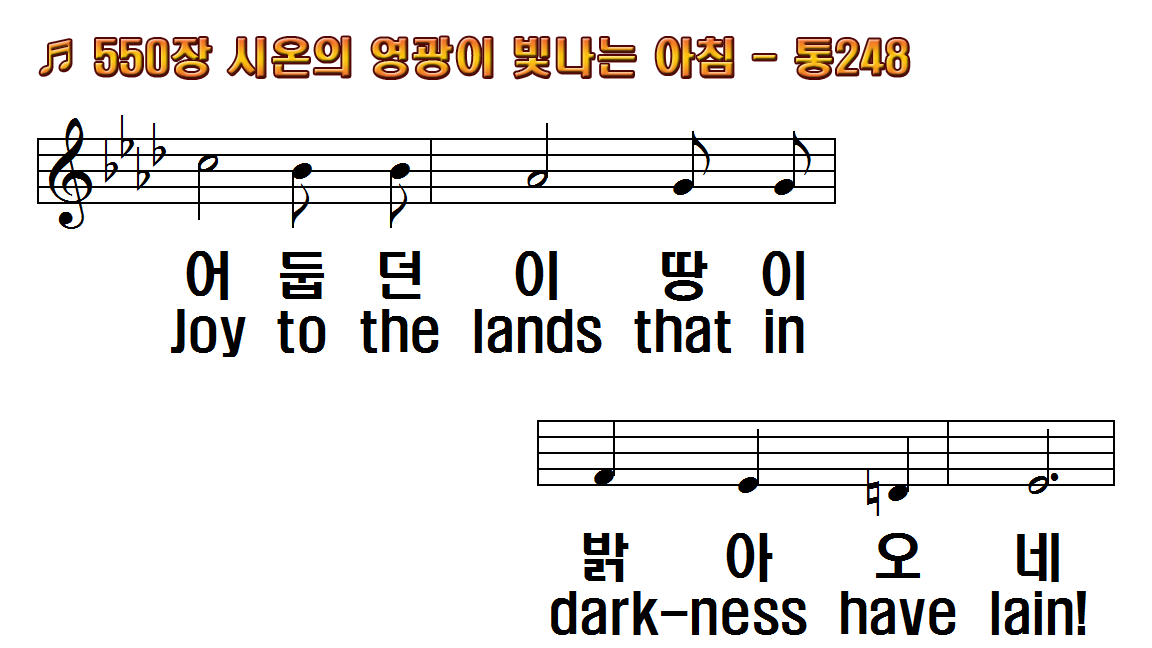 ♬ 550장 시온의 영광이 빛나는 아침 - 통248
어 둡 던 이 땅 이
Joy to the lands that in
밝 아 오 네
dark-ness have lain!